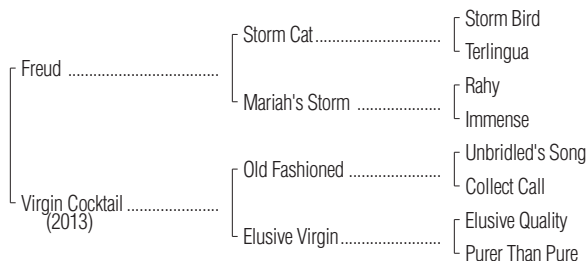 Storm Bird
Storm Cat
Terlingua
Freud
Rahy
Mariah's Storm
Immense
Unbridled's Song
Old Fashioned
Collect Call
Virgin Cocktail
(2013)
Elusive Quality
Elusive Virgin
Purer Than Pure